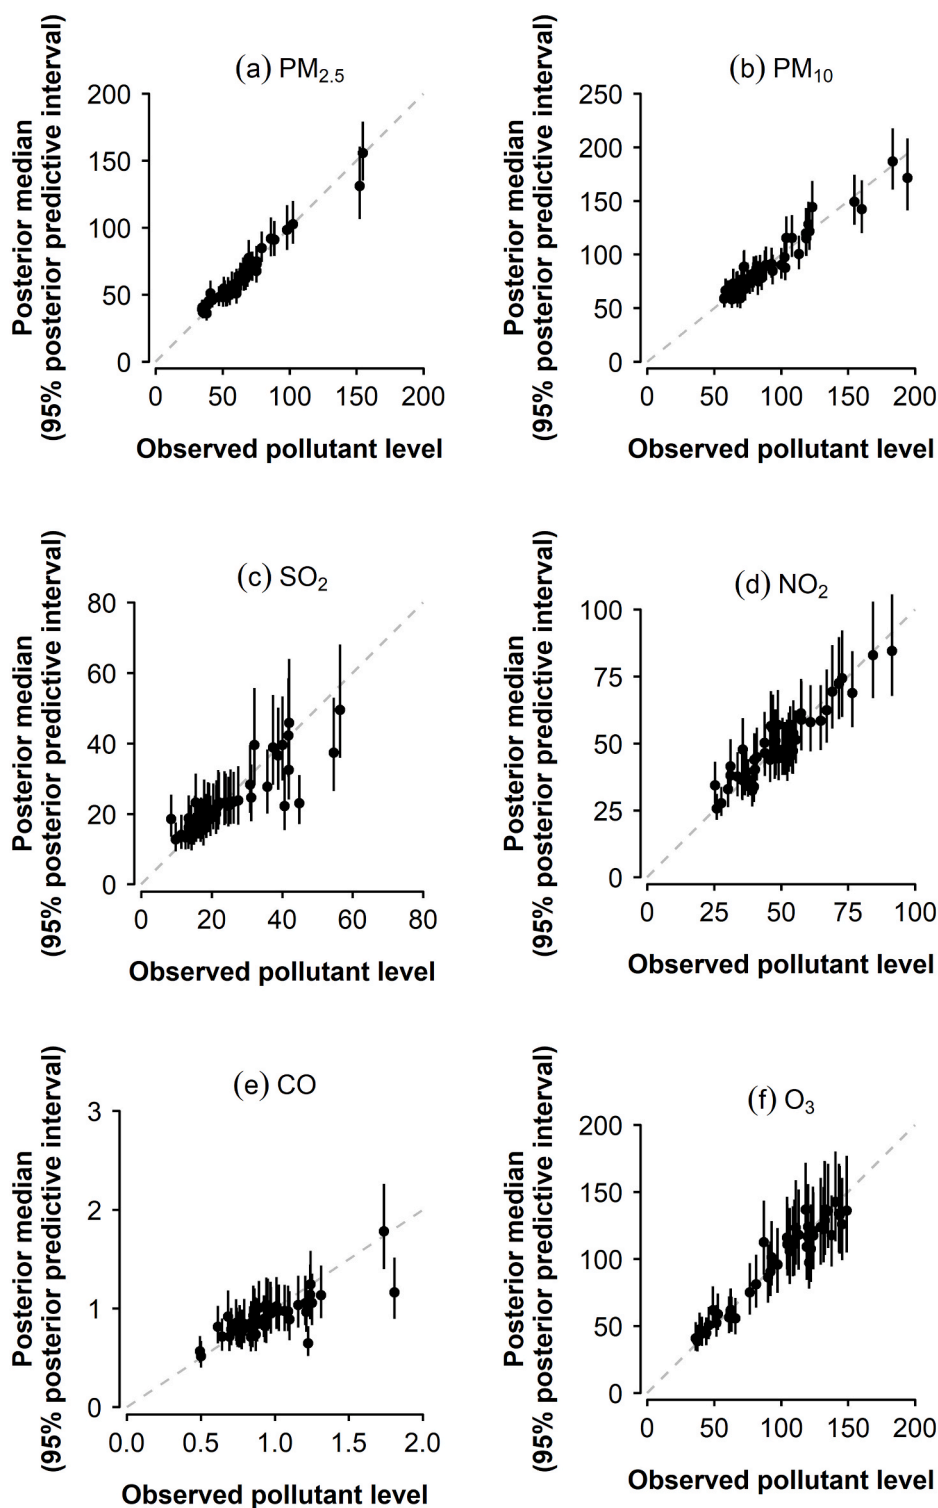 (a) PM2.5
Posterior median
(95% posterior predictive interval)
200
150
100
50
0
0 50 100 150 200
Observed pollutant level
(b) PM10
Posterior median
(95% posterior predictive interval)
250
200
150
100
50
0
0 50 100 150 200
Observed pollutant level
(c) SO2
Posterior median
(95% posterior predictive interval)
80
60
40
20
0
0 20 40 60 80
Observed pollutant level
(d) NO2
Posterior median
(95% posterior predictive interval)
100
75
50
25
0
0 25 50 75 100
Observed pollutant level
(e) CO
Posterior median
(95% posterior predictive interval)
3
2
1
0
0.0 0.5 1.0 1.5 2.0
Observed pollutant level
(f) O3
Posterior median
(95% posterior predictive interval)
200
150
100
50
0
0 50 100 150 200
Observed pollutant level